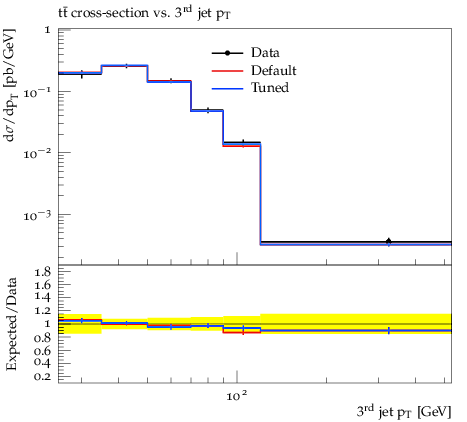 tt̄ cross-section vs. 3rd jet pT
dσ/dpT [pb/GeV]
1
10⁻¹
10⁻²
10⁻³
Data
Default
Tuned
Expected/Data
1.8
1.6
1.4
1.2
1
0.8
0.6
0.4
0.2
10²
3rd jet pT [GeV]